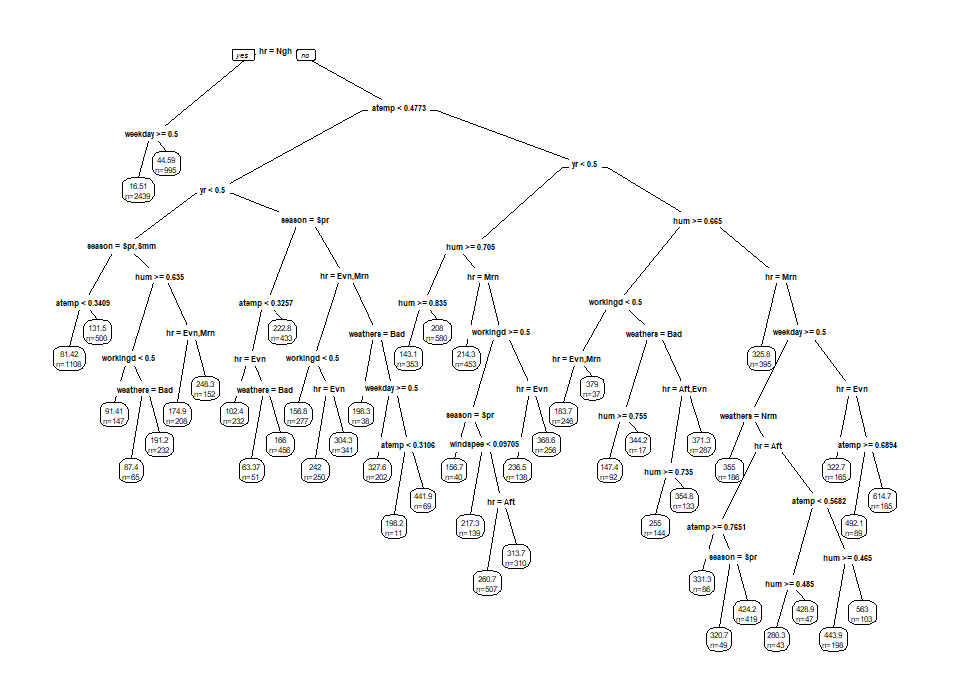 yes hr = Ngh no
atemp < 0.4773
weekday >= 0.5
44.59
n=995
yr < 0.5
16.51
n=2439
yr < 0.5
season = $pr
hum >= 0.665
season = $pr,$mm
hum >= 0.705
hum >= 0.635
hr = Evn,Mrn
hr = Mrn
hr = Mrn
atemp < 0.3409
atemp < 0.3257
hum >= 0.835
workingd < 0.5
131.5
n=500
222.8
n=433
208
n=580
hr = Evn,Mrn
weathers = Bad
workingd >= 0.5
weathers = Bad
weekday >= 0.5
81.42
n=1108
workingd < 0.5
hr = Evn
workingd < 0.5
143.1
n=353
214.3
n=453
hr = Evn,Mrn
325.8
n=395
248.3
n=152
weathers = Bad
weathers = Bad
hr = Evn
weekday >= 0.5
hr = Evn
379
n=37
hr = Aft,Evn
hr = Evn
91.41
n=147
174.9
n=208
102.4
n=232
156.8
n=277
198.3
n=38
season = $pr
183.7
n=246
hum >= 0.755
weathers = Nrm
191.2
n=232
166
n=456
304.3
n=341
atemp < 0.3106
windspee < 0.09705
366.6
n=256
344.2
n=17
371.3
n=287
hr = Aft
atemp >= 0.6894
87.4
n=65
63.37
n=51
242
n=250
327.6
n=202
156.7
n=40
236.5
n=138
147.4
n=92
hum >= 0.735
355
n=186
322.7
n=165
441.9
n=69
hr = Aft
354.8
n=133
atemp < 0.5682
614.7
n=185
198.2
n=11
217.3
n=139
255
n=144
atemp >= 0.7651
492.1
n=89
313.7
n=310
season = $pr
hum >= 0.465
260.7
n=507
331.3
n=86
hum >= 0.485
424.2
n=419
428.9
n=47
563
n=103
320.7
n=49
280.3
n=43
443.9
n=198